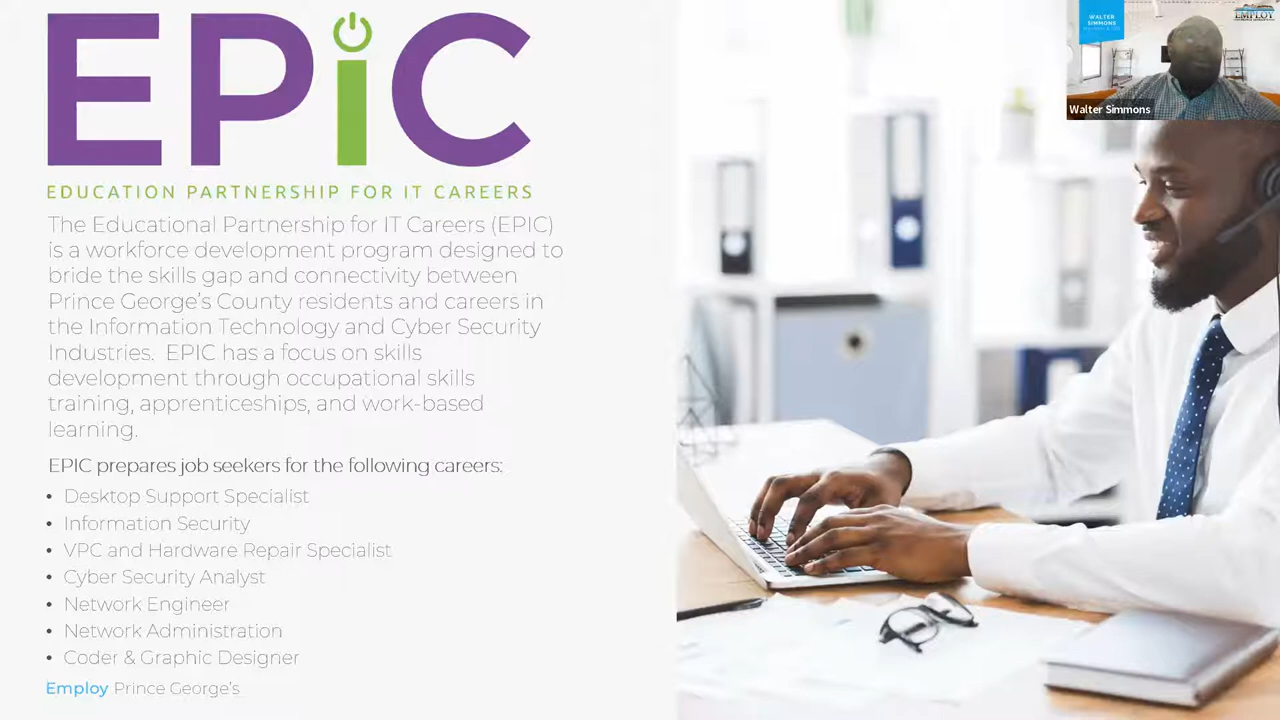 EPiC
EDUCATION PARTNERSHIP FOR IT CAREERS
The Educational Partnership for IT Careers (EPIC)
is a workforce development program designed to
bride the skills gap and connectivity between
Prince George's County residents and careers in
the Information Technology and Cyber Security
Industries.  EPIC has a focus on skills
development through occupational skills
training, apprenticeships, and work-based
learning.
EPIC prepares job seekers for the following careers:
• Desktop Support Specialist
• Information Security
• VPC and Hardware Repair Specialist
• Cyber Security Analyst
• Network Engineer
• Network Administration
• Coder & Graphic Designer
Employ Prince George's
WALTER
SIMMONS
EMPLOY
Walter Simmons